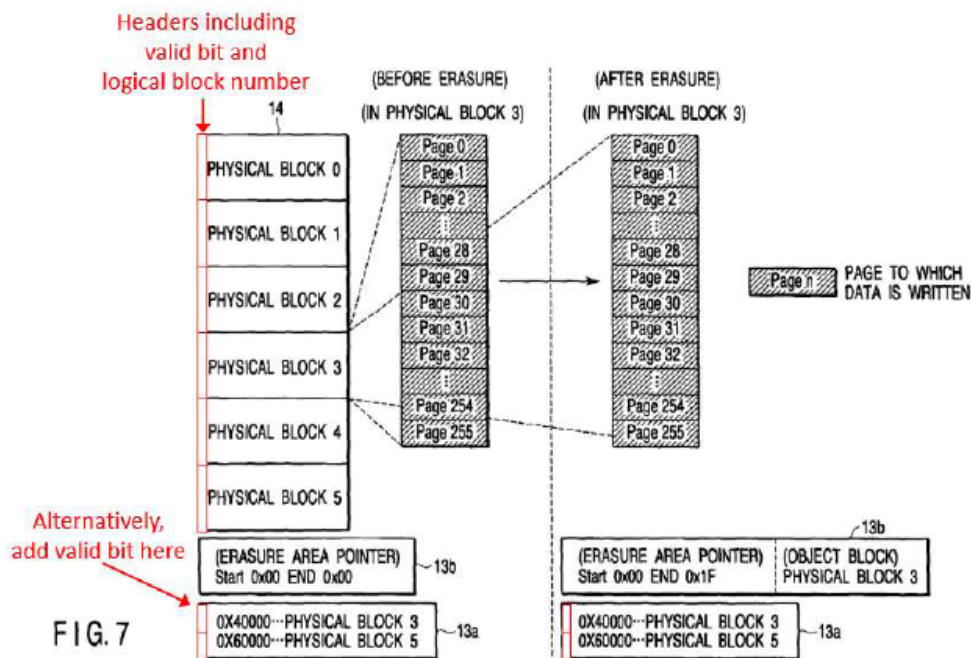 Headers including
valid bit and
logical block number
14
(BEFORE ERASURE)
(IN PHYSICAL BLOCK 3)
(AFTER ERASURE)
(IN PHYSICAL BLOCK 3)
PHYSICAL BLOCK 0
PHYSICAL BLOCK 1
PHYSICAL BLOCK 2
PHYSICAL BLOCK 3
PHYSICAL BLOCK 4
PHYSICAL BLOCK 5
Page 0
Page 1
Page 2
Page 28
Page 29
Page 30
Page 31
Page 32
Page 254
Page 255
Page 0
Page 1
Page 2
Page 28
Page 29
Page 30
Page 31
Page 32
Page 254
Page 255
Page n
PAGE TO WHICH
DATA IS WRITTEN
Alternatively,
add valid bit here
(ERASURE AREA POINTER)
Start 0x00 END 0x00
13b
(ERASURE AREA POINTER)
Start 0x00 END 0x1F
(OBJECT BLOCK)
PHYSICAL BLOCK 3
13b
0X40000···PHYSICAL BLOCK 3
0X60000···PHYSICAL BLOCK 5
13a
0X40000···PHYSICAL BLOCK 3
0X60000···PHYSICAL BLOCK 5
13a
FIG. 7